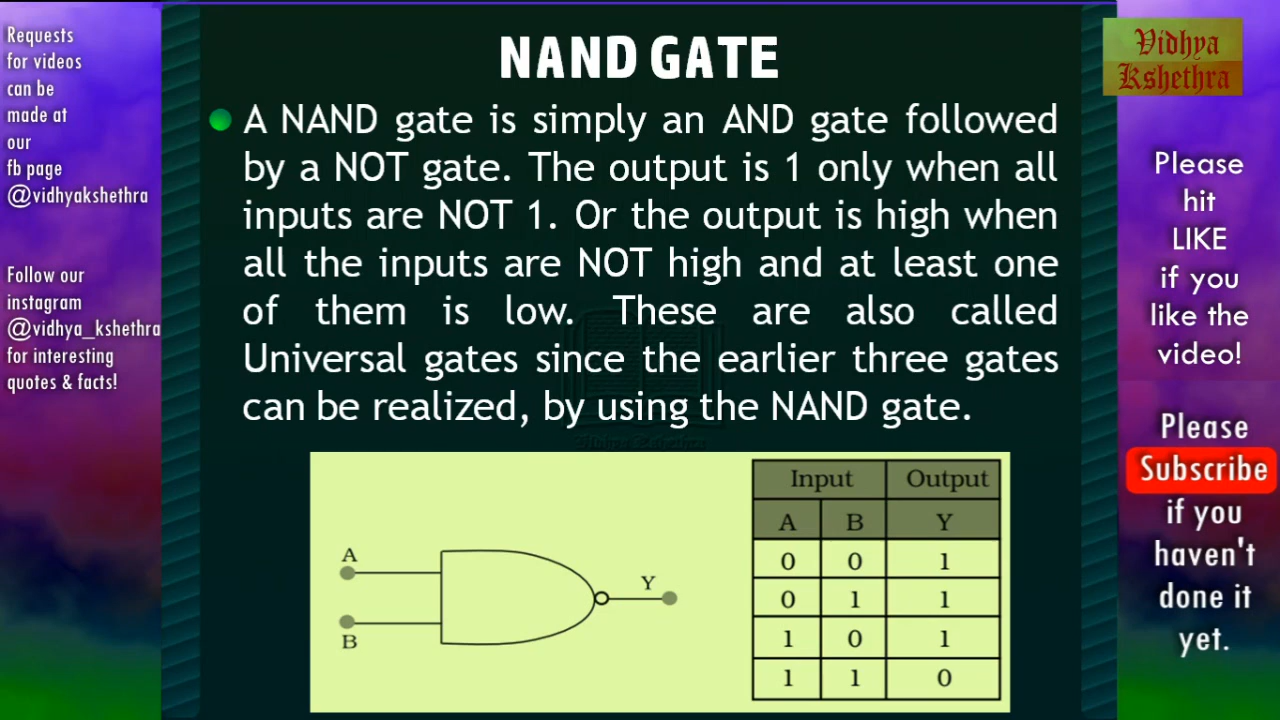 Requests
for videos
can be
made at
our
fb page
@vidhyakshethra
Follow our
instagram
@vidhya_kshethra
for interesting
quotes & facts!
NAND GATE
A NAND gate is simply an AND gate followed
by a NOT gate. The output is 1 only when all
inputs are NOT 1. Or the output is high when
all the inputs are NOT high and at least one
of them is low. These are also called
Universal gates since the earlier three gates
can be realized, by using the NAND gate.
Vidhya Kshethra
A
B
Y
Input Output
A B Y
0 0 1
0 1 1
1 0 1
1 1 0
Vidhya
Kshethra
Please
hit
LIKE
if you
like the
video!
Please
Subscribe
if you
haven't
done it
yet.